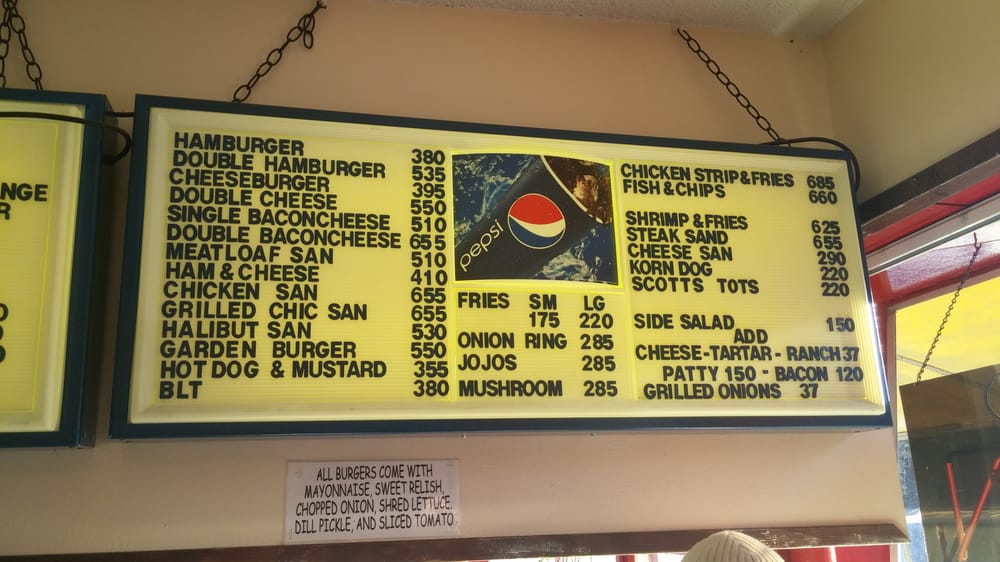 ANGE
R
HAMBURGER 380
DOUBLE HAMBURGER 535
CHEESEBURGER 395
DOUBLE CHEESE 550
SINGLE BACONCHEESE 510
DOUBLE BACONCHEESE 655
MEATLOAF SAN 510
HAM & CHEESE 410
CHICKEN SAN 655
GRILLED CHIC SAN 655
HALIBUT SAN 530
GARDEN BURGER 550
HOT DOG & MUSTARD 355
BLT 380
pepsi
FRIES SM LG
175 220
ONION RING 285
JOJOS 285
MUSHROOM 285
CHICKEN STRIP & FRIES 685
FISH & CHIPS 660
SHRIMP & FRIES 625
STEAK SAND 655
CHEESE SAN 290
KORN DOG 220
SCOTTS TOTS 220
SIDE SALAD 150
ADD
CHEESE - TARTAR - RANCH 37
PATTY 150 - BACON 120
GRILLED ONIONS 37
ALL BURGERS COME WITH
MAYONNAISE, SWEET RELISH,
CHOPPED ONION, SHRED LETTUCE.
DILL PICKLE, AND SLICED TOMATO